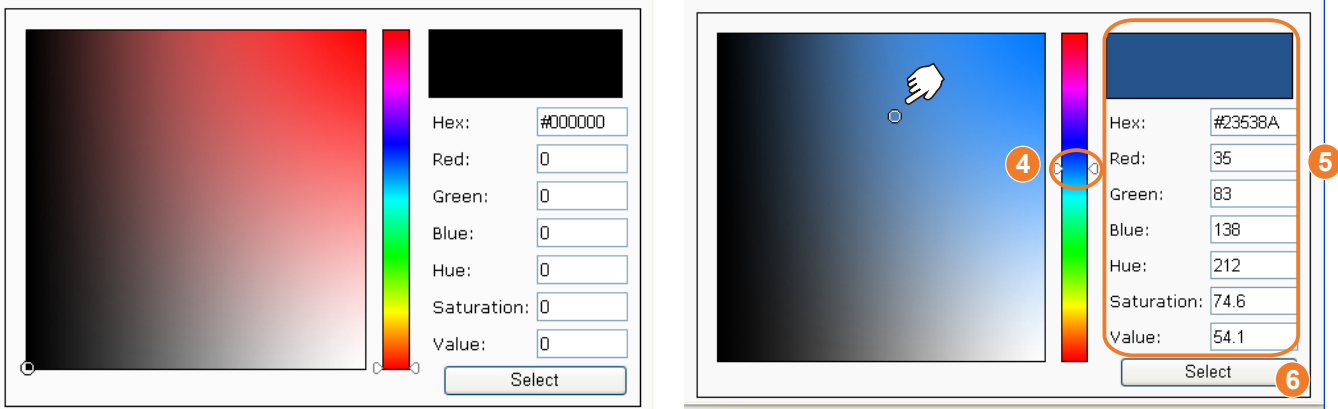 Hex: #000000
Red: 0
Green: 0
Blue: 0
Hue: 0
Saturation: 0
Value: 0
Select
Hex: #23538A
4
Red: 35
5
Green: 83
Blue: 138
Hue: 212
Saturation: 74.6
Value: 54.1
Select
6